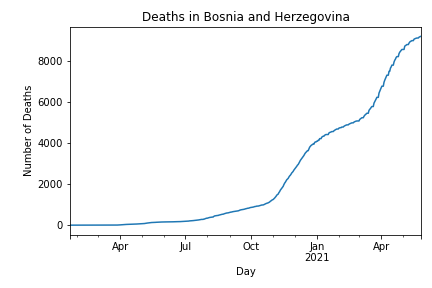 Deaths in Bosnia and Herzegovina
Number of Deaths
8000
6000
4000
2000
0
Apr
Jul
Oct
Jan
2021
Apr
Day